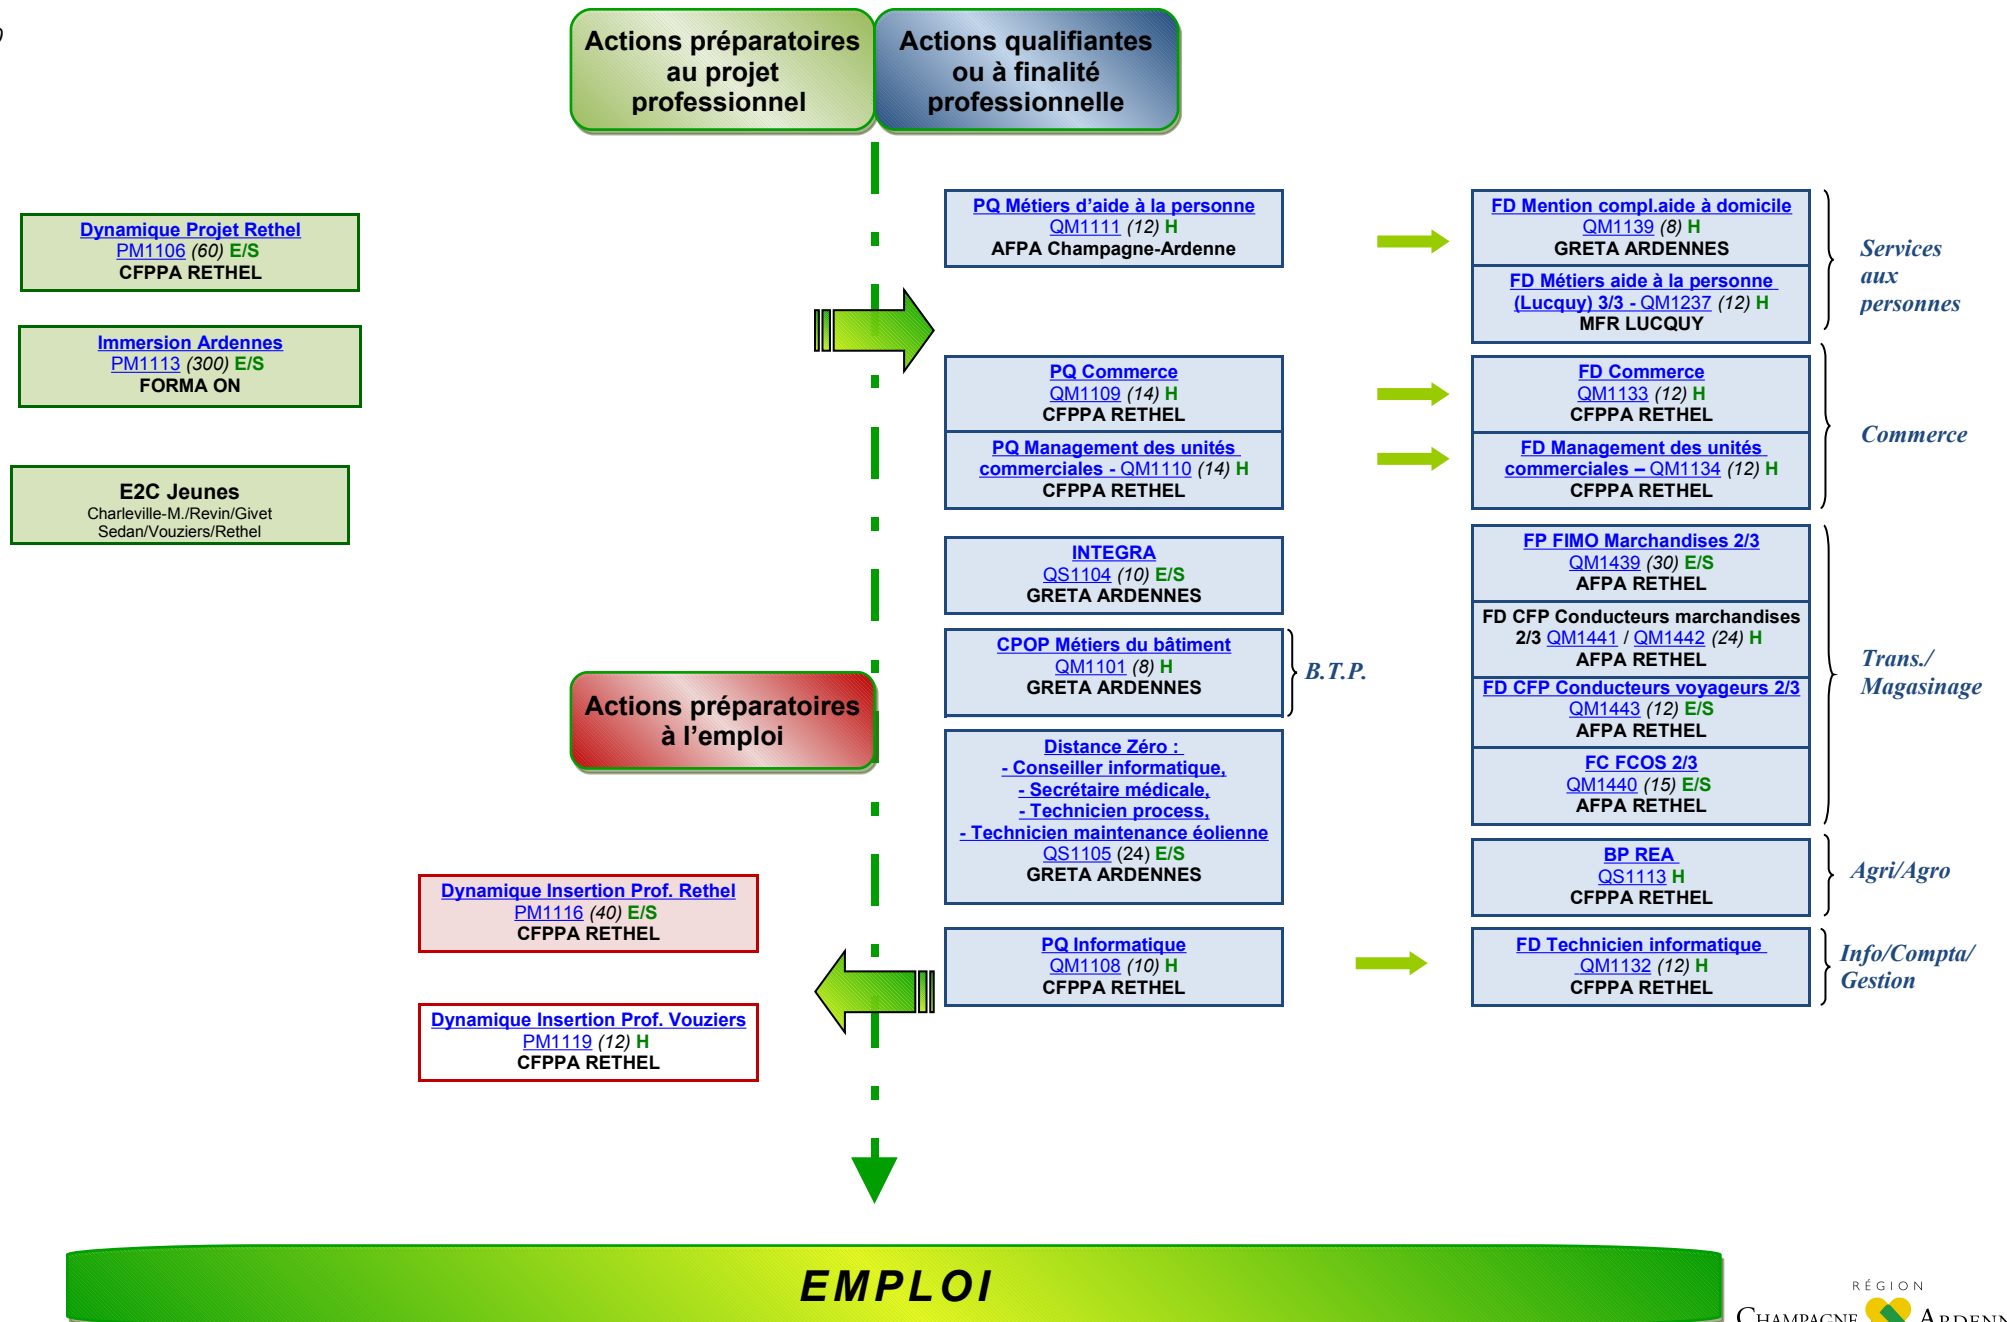 Actions préparatoires
au projet
professionnel
Actions qualifiantes
ou à finalité
professionnelle
Dynamique Projet Rethel
PM1106 (60) E/S
CFPPA RETHEL
Immersion Ardennes
PM1113 (300) E/S
FORMA ON
E2C Jeunes
Charleville-M./Revin/Givet
Sedan/Vouziers/Rethel
Actions préparatoires
à l’emploi
Dynamique Insertion Prof. Rethel
PM1116 (40) E/S
CFPPA RETHEL
Dynamique Insertion Prof. Vouziers
PM1119 (12) H
CFPPA RETHEL
PQ Métiers d’aide à la personne
QM1111 (12) H
AFPA Champagne-Ardenne
PQ Commerce
QM1109 (14) H
CFPPA RETHEL
PQ Management des unités
commerciales - QM1110 (14) H
CFPPA RETHEL
INTEGRA
QS1104 (10) E/S
GRETA ARDENNES
CPOP Métiers du bâtiment
QM1101 (8) H
GRETA ARDENNES
B.T.P.
Distance Zéro :
- Conseiller informatique,
- Secrétaire médicale,
- Technicien process,
- Technicien maintenance éolienne
QS1105 (24) E/S
GRETA ARDENNES
PQ Informatique
QM1108 (10) H
CFPPA RETHEL
FD Mention compl.aide à domicile
QM1139 (8) H
GRETA ARDENNES
FD Métiers aide à la personne
(Lucquy) 3/3 - QM1237 (12) H
MFR LUCQUY
Services
aux
personnes
FD Commerce
QM1133 (12) H
CFPPA RETHEL
FD Management des unités
commerciales – QM1134 (12) H
CFPPA RETHEL
Commerce
FP FIMO Marchandises 2/3
QM1439 (30) E/S
AFPA RETHEL
FD CFP Conducteurs marchandises
2/3 QM1441 / QM1442 (24) H
AFPA RETHEL
FD CFP Conducteurs voyageurs 2/3
QM1443 (12) E/S
AFPA RETHEL
FC FCOS 2/3
QM1440 (15) E/S
AFPA RETHEL
Trans./
Magasinage
BP REA
QS1113 H
CFPPA RETHEL
Agri/Agro
FD Technicien informatique
QM1132 (12) H
CFPPA RETHEL
Info/Compta/
Gestion
EMPLOI
RÉGION
CHAMPAGNE ARDENN